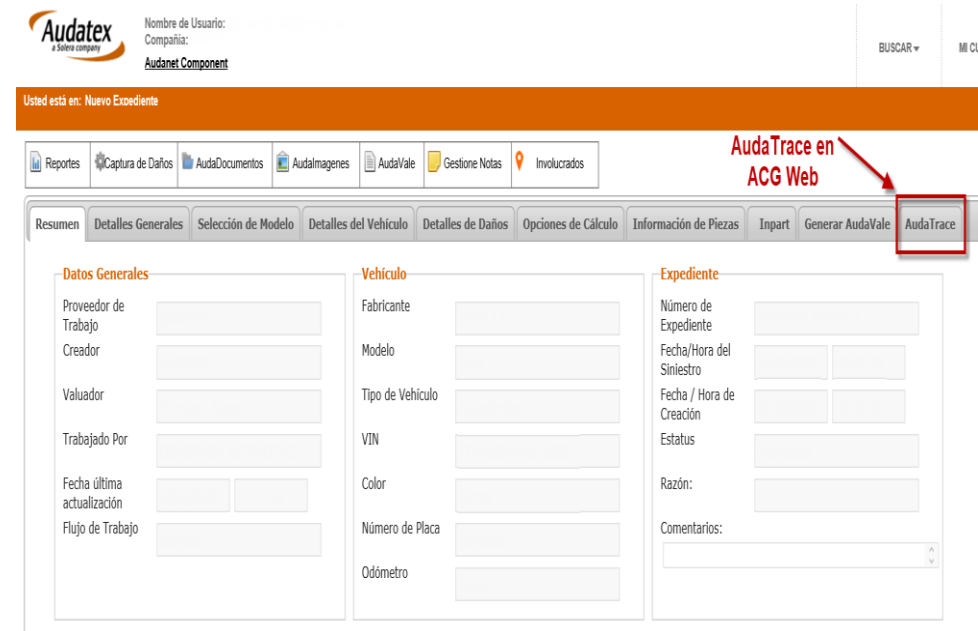 Audatex
a Solera company
Nombre de Usuario:
Compañia:
Audanet Component
BUSCAR
MI CU
Usted está en: Nuevo Expediente
Reportes
Captura de Daños
AudaDocumentos
AudaImagenes
AudaVale
Gestione Notas
Involucrados
AudaTrace en
ACG Web
Resumen
Detalles Generales
Selección de Modelo
Detalles del Vehículo
Detalles de Daños
Opciones de Cálculo
Información de Piezas
Inpart
Generar AudaVale
AudaTrace
Datos Generales
Proveedor de
Trabajo
Creador
Valuador
Trabajado Por
Fecha última
actualización
Flujo de Trabajo
Vehículo
Fabricante
Modelo
Tipo de Vehículo
VIN
Color
Número de Placa
Odómetro
Expediente
Número de
Expediente
Fecha/Hora del
Siniestro
Fecha / Hora de
Creación
Estatus
Razón:
Comentarios: